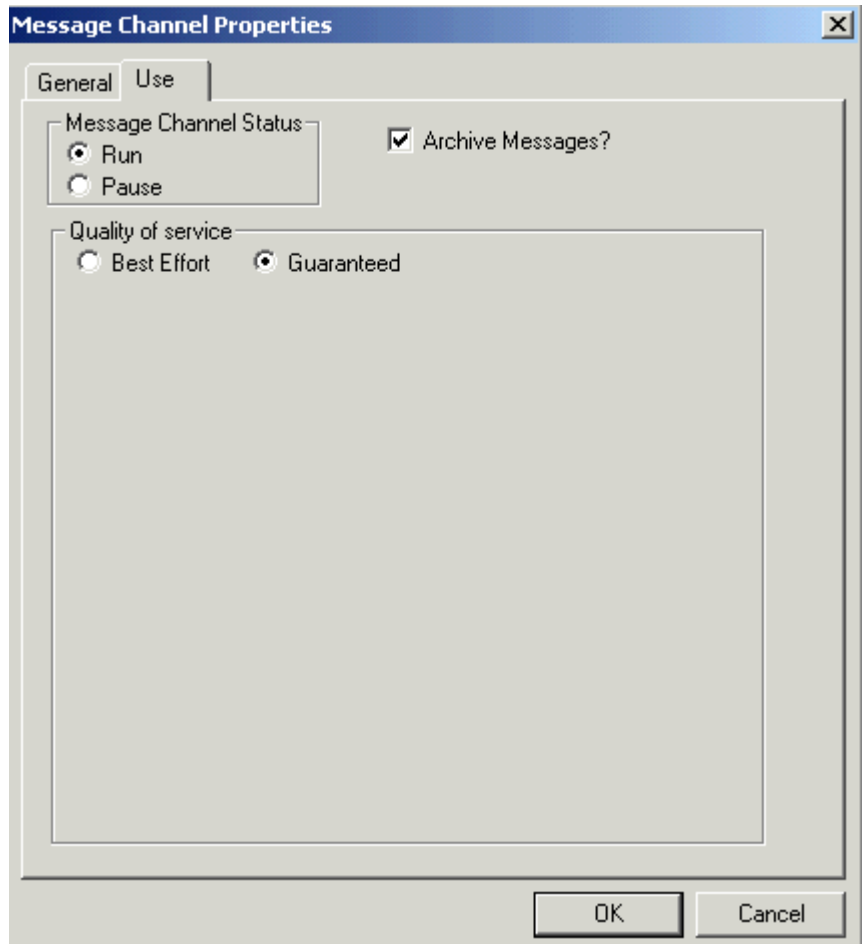 Message Channel Properties
General Use
Message Channel Status
Run
Pause
Archive Messages?
Quality of service
Best Effort Guaranteed
OK Cancel